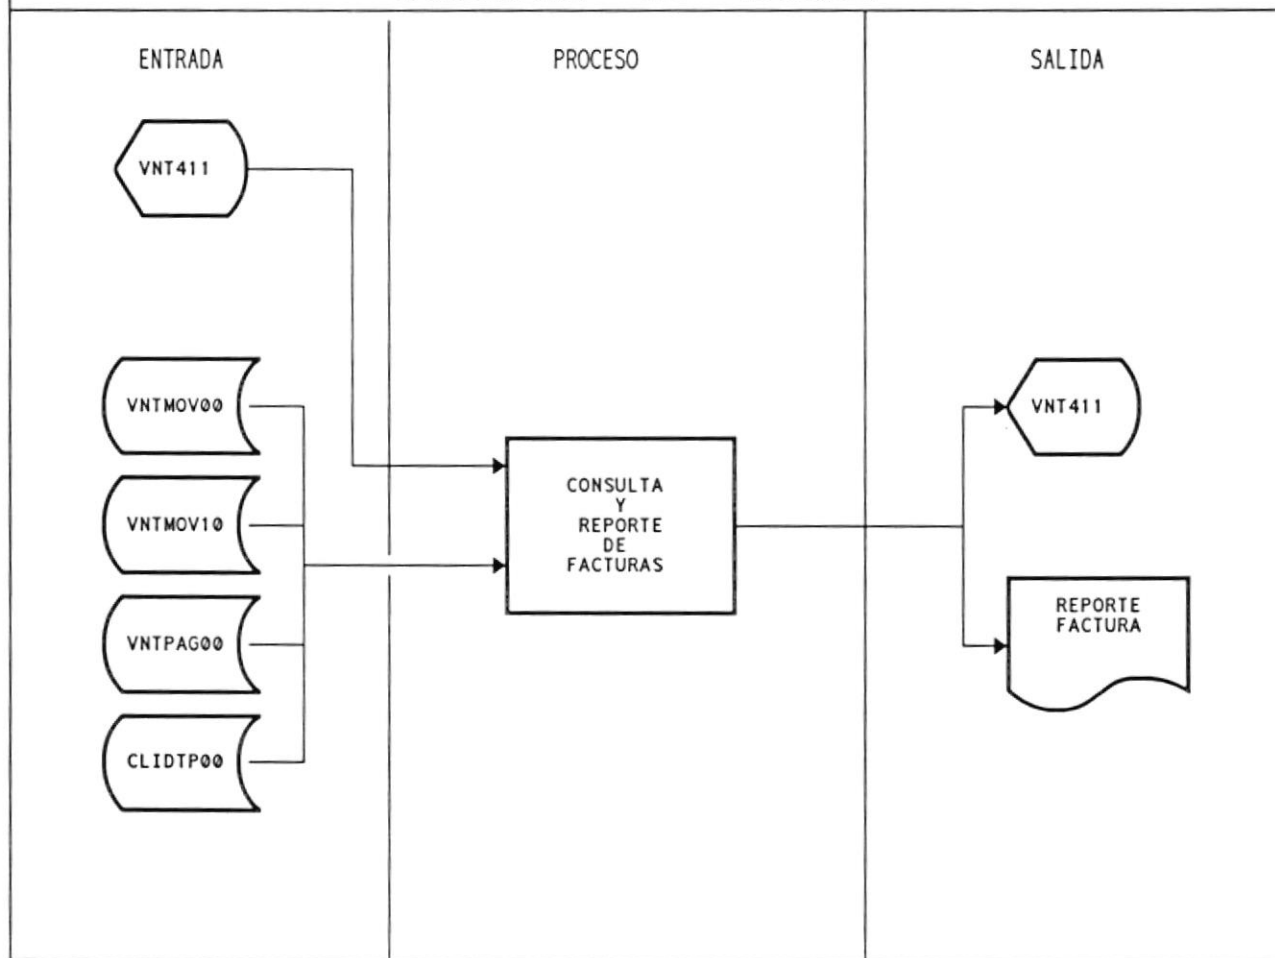 ENTRADA
PROCESO
SALIDA
VNT411
VNTMOV00
VNTMOV10
VNTPAG00
CLIDTP00
CONSULTA
Y
REPORTE
DE
FACTURAS
VNT411
REPORTE
FACTURA